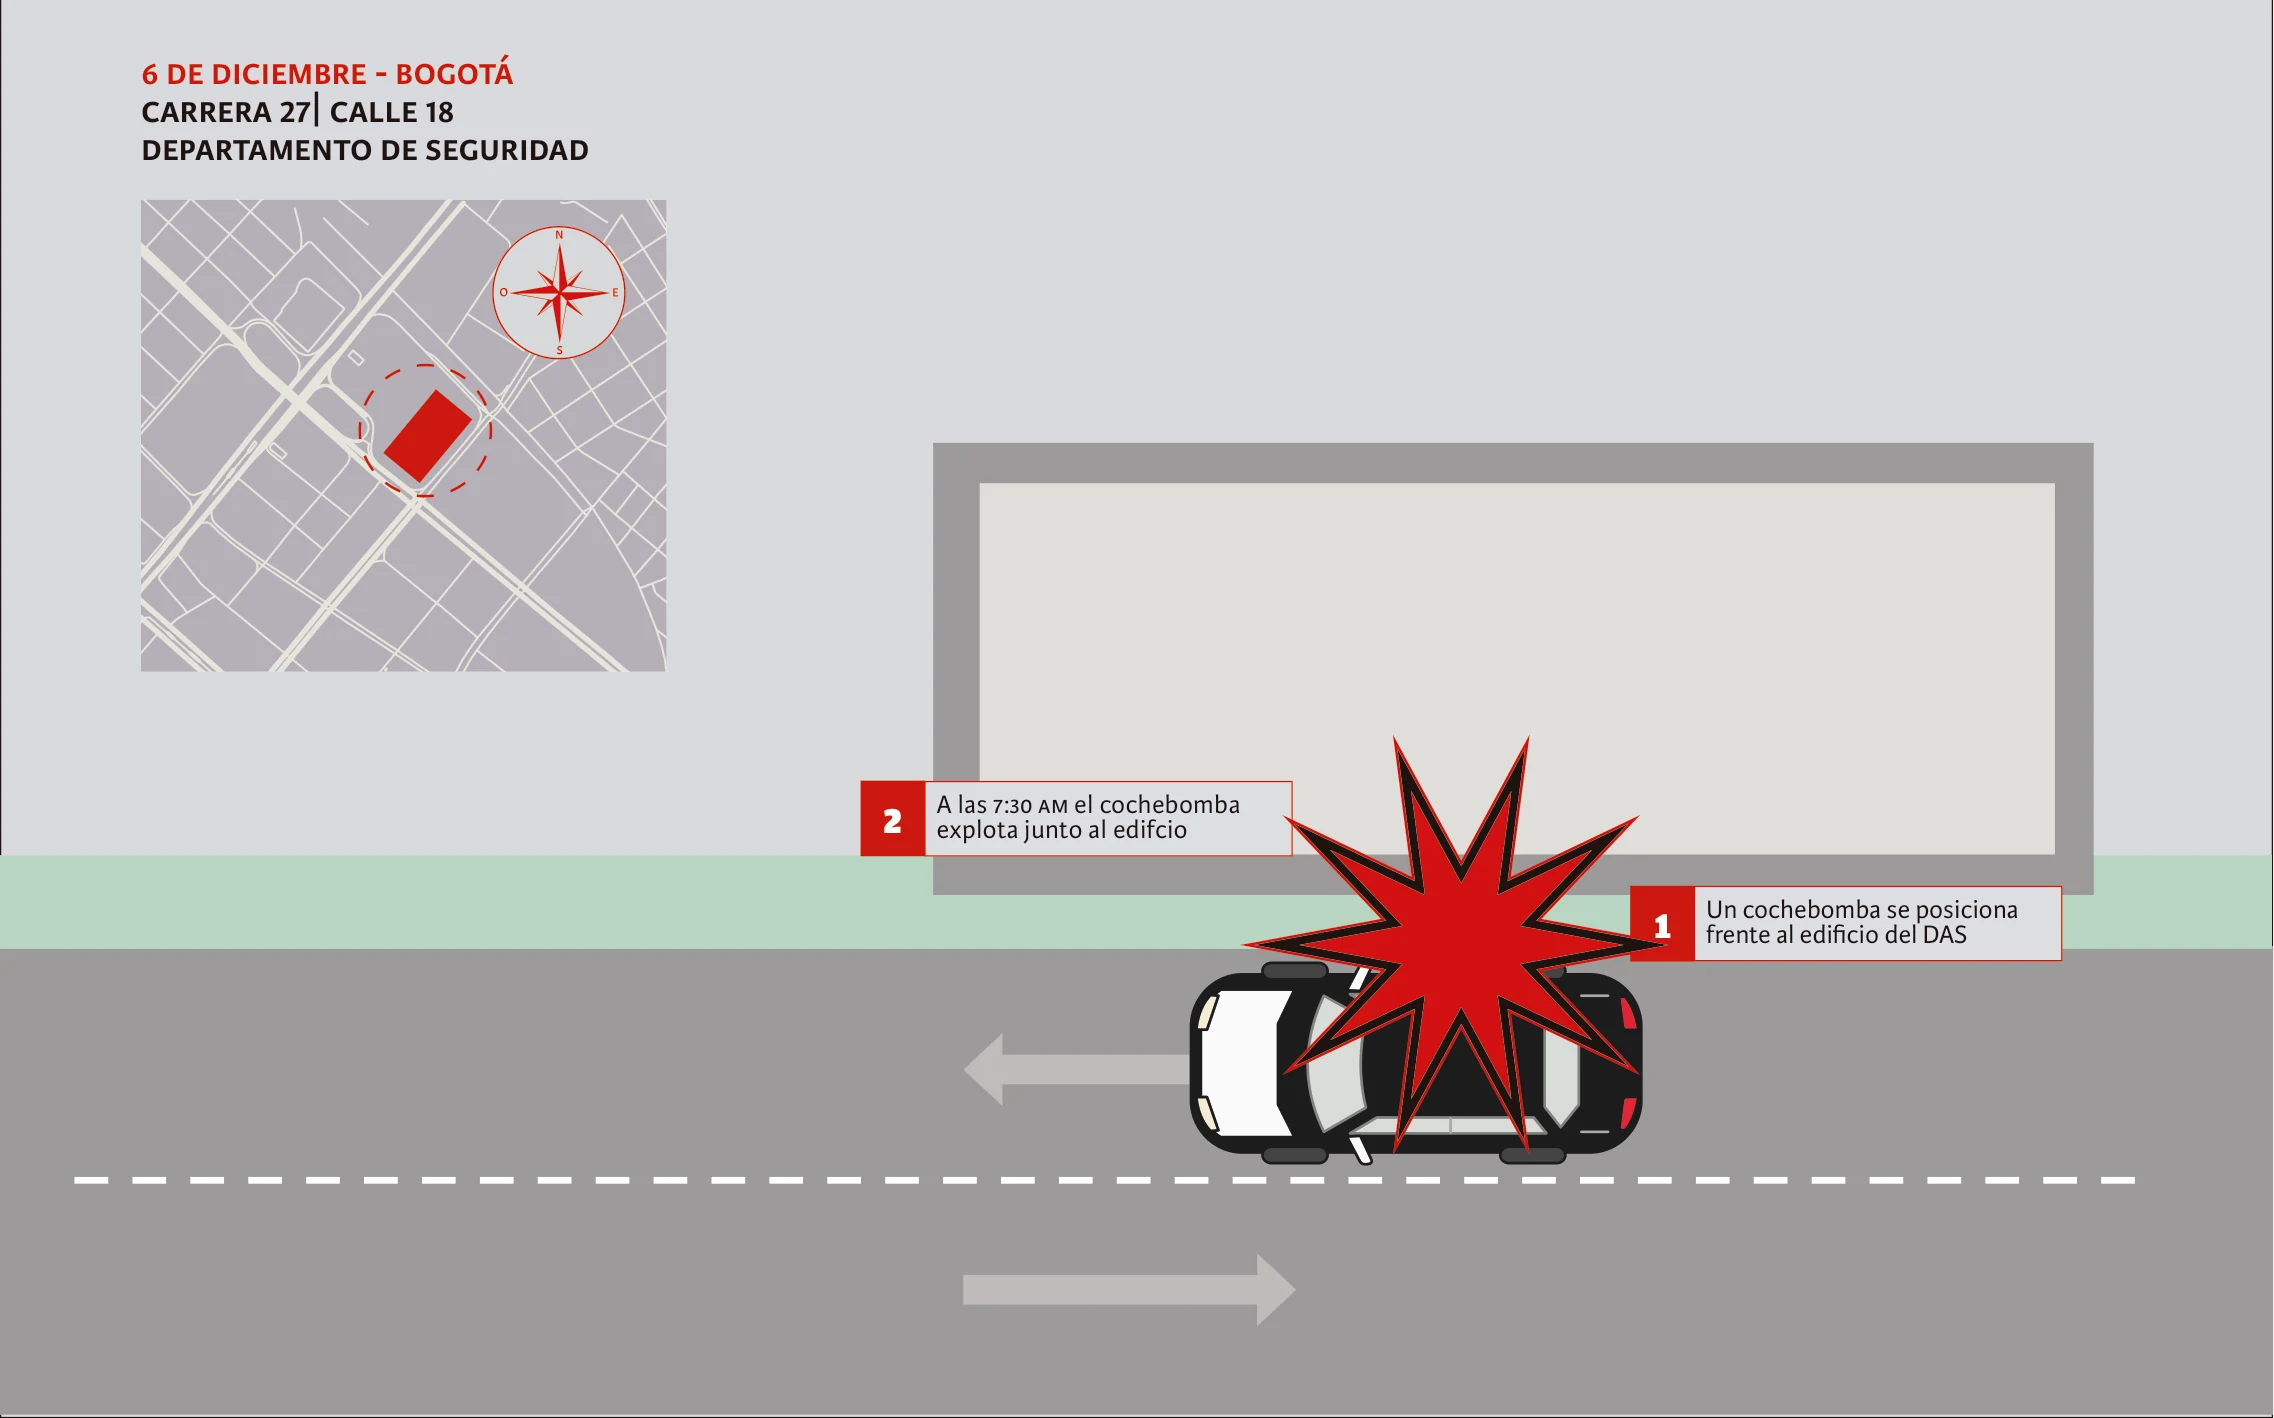 6 DE DICIEMBRE - BOGOTÁ
CARRERA 27| CALLE 18
DEPARTAMENTO DE SEGURIDAD
N
O
E
S
2
A las 7:30 AM el cochebomba
explota junto al edifcio
1
Un cochebomba se posiciona
frente al edificio del DAS